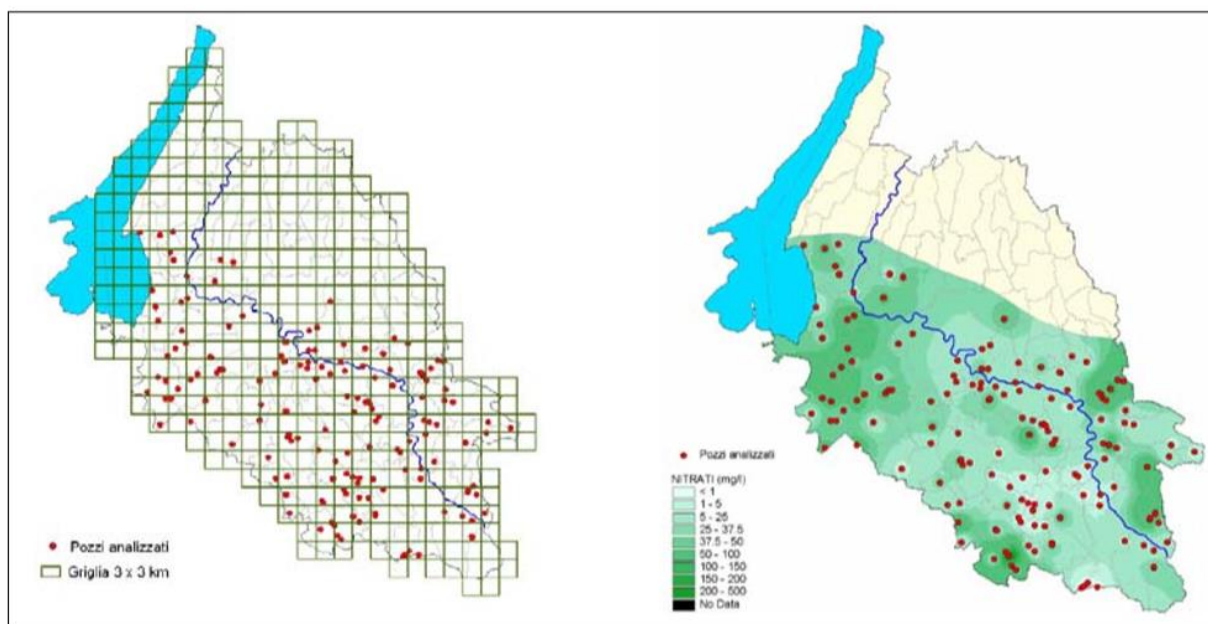 Pozzi analizzati
Griglia 3 x 3 km
Pozzi analizzati
NITRATI (mg/l)
< 1
1 - 5
5 - 25
25 - 37.5
37.5 - 50
50 - 100
100 - 150
150 - 200
200 - 500
No Data